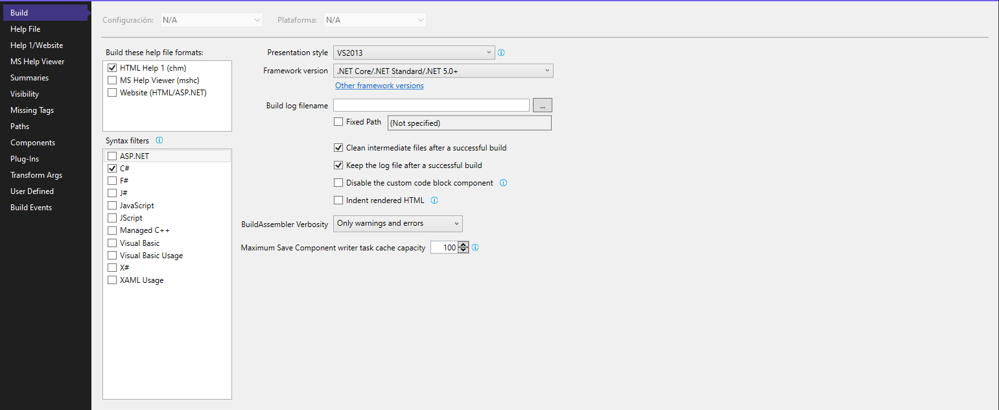 Build
Help File
Help 1/Website
MS Help Viewer
Summaries
Visibility
Missing Tags
Paths
Components
Plug-Ins
Transform Args
User Defined
Build Events
Configuración: N/A Plataforma: N/A
Build these help file formats:
HTML Help 1 (chm)
MS Help Viewer (mshc)
Website (HTML/ASP.NET)
Syntax filters
ASP.NET
C#
F#
J#
JavaScript
JScript
Managed C++
Visual Basic
Visual Basic Usage
X#
XAML Usage
Presentation style VS2013
Framework version .NET Core/.NET Standard/.NET 5.0+
Other framework versions
Build log filename ...
Fixed Path (Not specified)
Clean intermediate files after a successful build
Keep the log file after a successful build
Disable the custom code block component
Indent rendered HTML
BuildAssembler Verbosity Only warnings and errors
Maximum Save Component writer task cache capacity 100